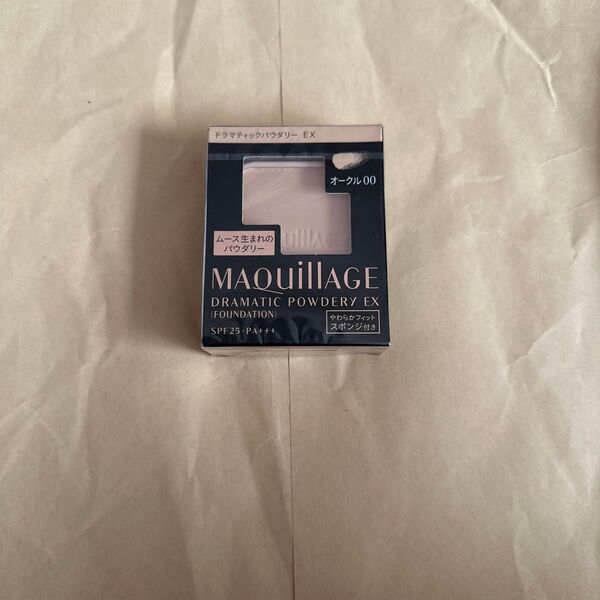 ドラマティックパウダリー EX
オークル00
uillAGE
ムース生まれの
パウダリー
MAQuillAGE
DRAMATIC POWDERY EX
(FOUNDATION)
SPF25・PA+++
やわらかフィット
スポンジ付き